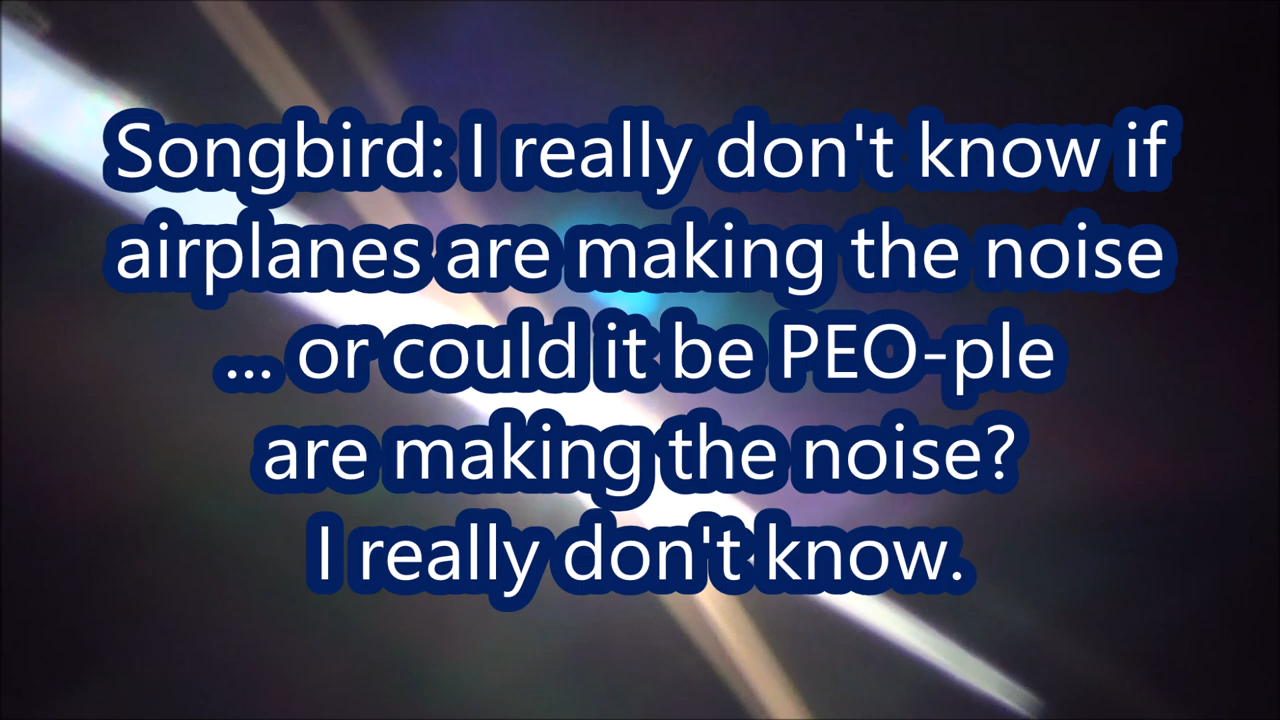 Songbird: I really don't know if
airplanes are making the noise
... or could it be PEO-ple
are making the noise?
I really don't know.